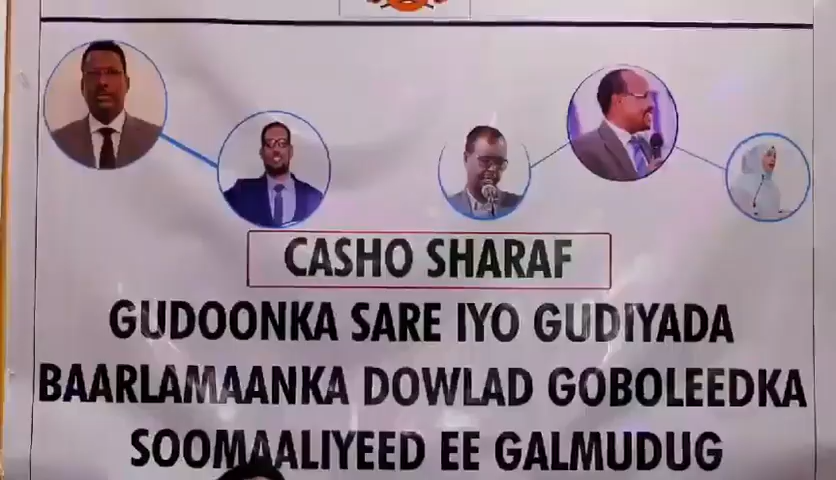 CASHO SHARAF
GUDOONKA SARE IYO GUDIYADA
BAARLAMAANKA DOWLAD GOBOLEEDKA
SOOMAALIYEED EE GALMUDUG